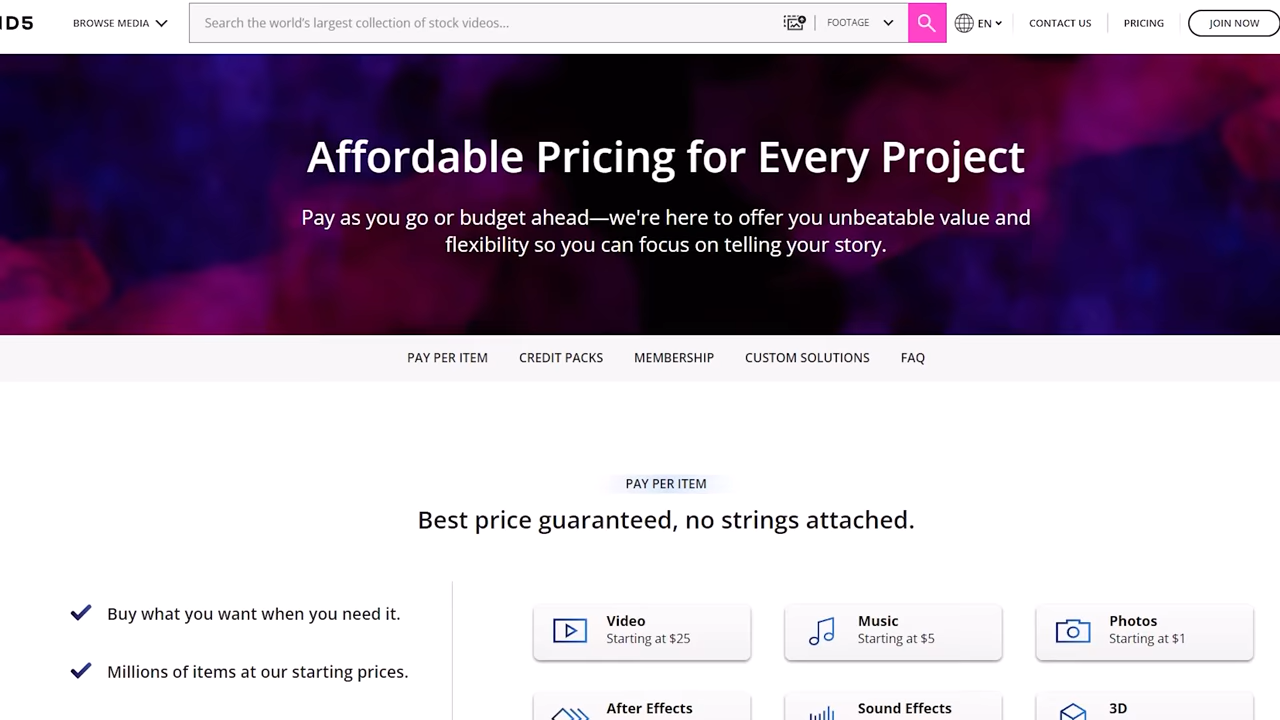 ID5
BROWSE MEDIA
Search the world's largest collection of stock videos...
FOOTAGE
EN
CONTACT US
PRICING
JOIN NOW
Affordable Pricing for Every Project
Pay as you go or budget ahead—we're here to offer you unbeatable value and
flexibility so you can focus on telling your story.
PAY PER ITEM
CREDIT PACKS
MEMBERSHIP
CUSTOM SOLUTIONS
FAQ
PAY PER ITEM
Best price guaranteed, no strings attached.
Buy what you want when you need it.
Millions of items at our starting prices.
Video
Starting at $25
Music
Starting at $5
Photos
Starting at $1
After Effects
Sound Effects
3D